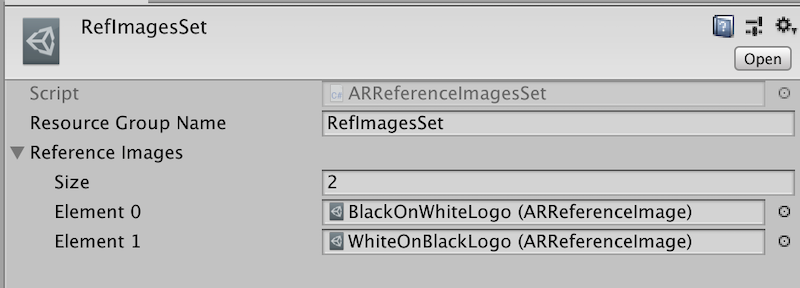 RefImagesSet
Open
Script ARReferenceImagesSet
Resource Group Name RefImagesSet
Reference Images
Size 2
Element 0 BlackOnWhiteLogo (ARReferenceImage)
Element 1 WhiteOnBlackLogo (ARReferenceImage)